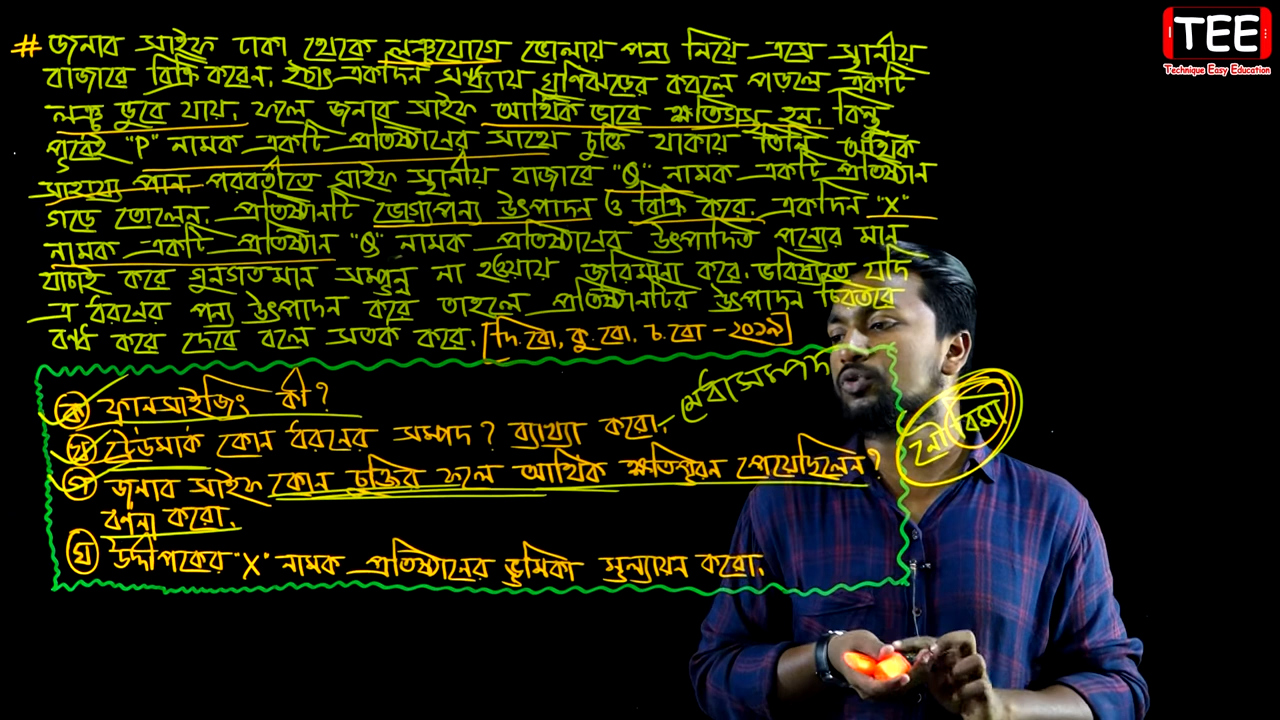 TEE
Technique Easy Education
# জনাব সাইফ ঢাকা থেকে লঞ্চযোগে ভোলায় পন্য নিয়ে এসে স্থানীয়
বাজারে বিক্রি করেন. হঠাৎ একদিন সন্ধ্যায় ঘূণিঝড়ের কবলে পড়লে একটি
লঞ্চ ডুবে যায়. ফলে জনাব সাইফ আর্থিক ভাবে ক্ষতিগ্রস্ত হন. কিন্তু
পূর্বেই "P" নামক একটি প্রতিষ্ঠানের সাথে চুক্তি থাকায় তিনি আর্থিক
সাহায্য পান. পরবর্তীতে সাইফ স্থানীয় বাজারে "Q" নামক একটি প্রতিষ্ঠান
গড়ে তোলেন. প্রতিষ্ঠানটি ভোগ্যপন্য উৎপাদন ও বিক্রি করে. একদিন "X"
নামক একটি প্রতিষ্ঠান "Q" নামক প্রতিষ্ঠানের উৎপাদিত পন্যের মান
যাচাই করে গুনগতমান সম্পন্ন না হওয়ায় জরিমানা করে. ভবিষ্যতে যদি
এ ধরনের পন্য উৎপাদন করে তাহলে প্রতিষ্ঠানটির উৎপাদন চিরতরে
বন্ধ করে দেবে বলে সতর্ক করে. [দি. বো, কু. বো, চ. বো - ২০১৯]
ক ফ্রানসাইজিং কী?
খ ট্রেডমার্ক কোন ধরনের সম্পদ? ব্যাখ্যা করো. মেধাসম্পদ
গ জনাব সাইফ কোন চুক্তির ফলে আর্থিক ক্ষতিপূরন পেয়েছিলেন? নৌ বিমা
বর্ণনা করো.
ঘ উদ্দীপকের "X" নামক প্রতিষ্ঠানের ভূমিকা মূল্যায়ন করো.